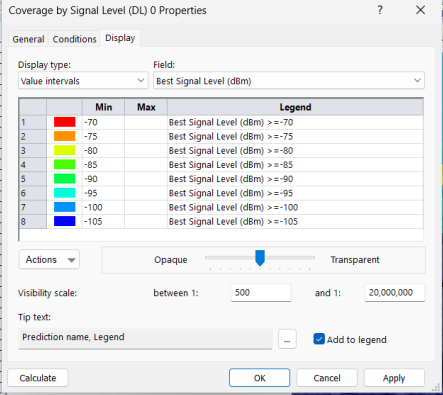 Coverage by Signal Level (DL) 0 Properties ? ×
General Conditions Display
Display type: Field:
Value intervals Best Signal Level (dBm)
Min Max Legend
1 -70 Best Signal Level (dBm) >=-70
2 -75 Best Signal Level (dBm) >=-75
3 -80 Best Signal Level (dBm) >=-80
4 -85 Best Signal Level (dBm) >=-85
5 -90 Best Signal Level (dBm) >=-90
6 -95 Best Signal Level (dBm) >=-95
7 -100 Best Signal Level (dBm) >=-100
8 -105 Best Signal Level (dBm) >=-105
Actions Opaque Transparent
Visibility scale: between 1: 500 and 1: 20,000,000
Tip text:
Prediction name, Legend ... Add to legend
Calculate OK Cancel Apply